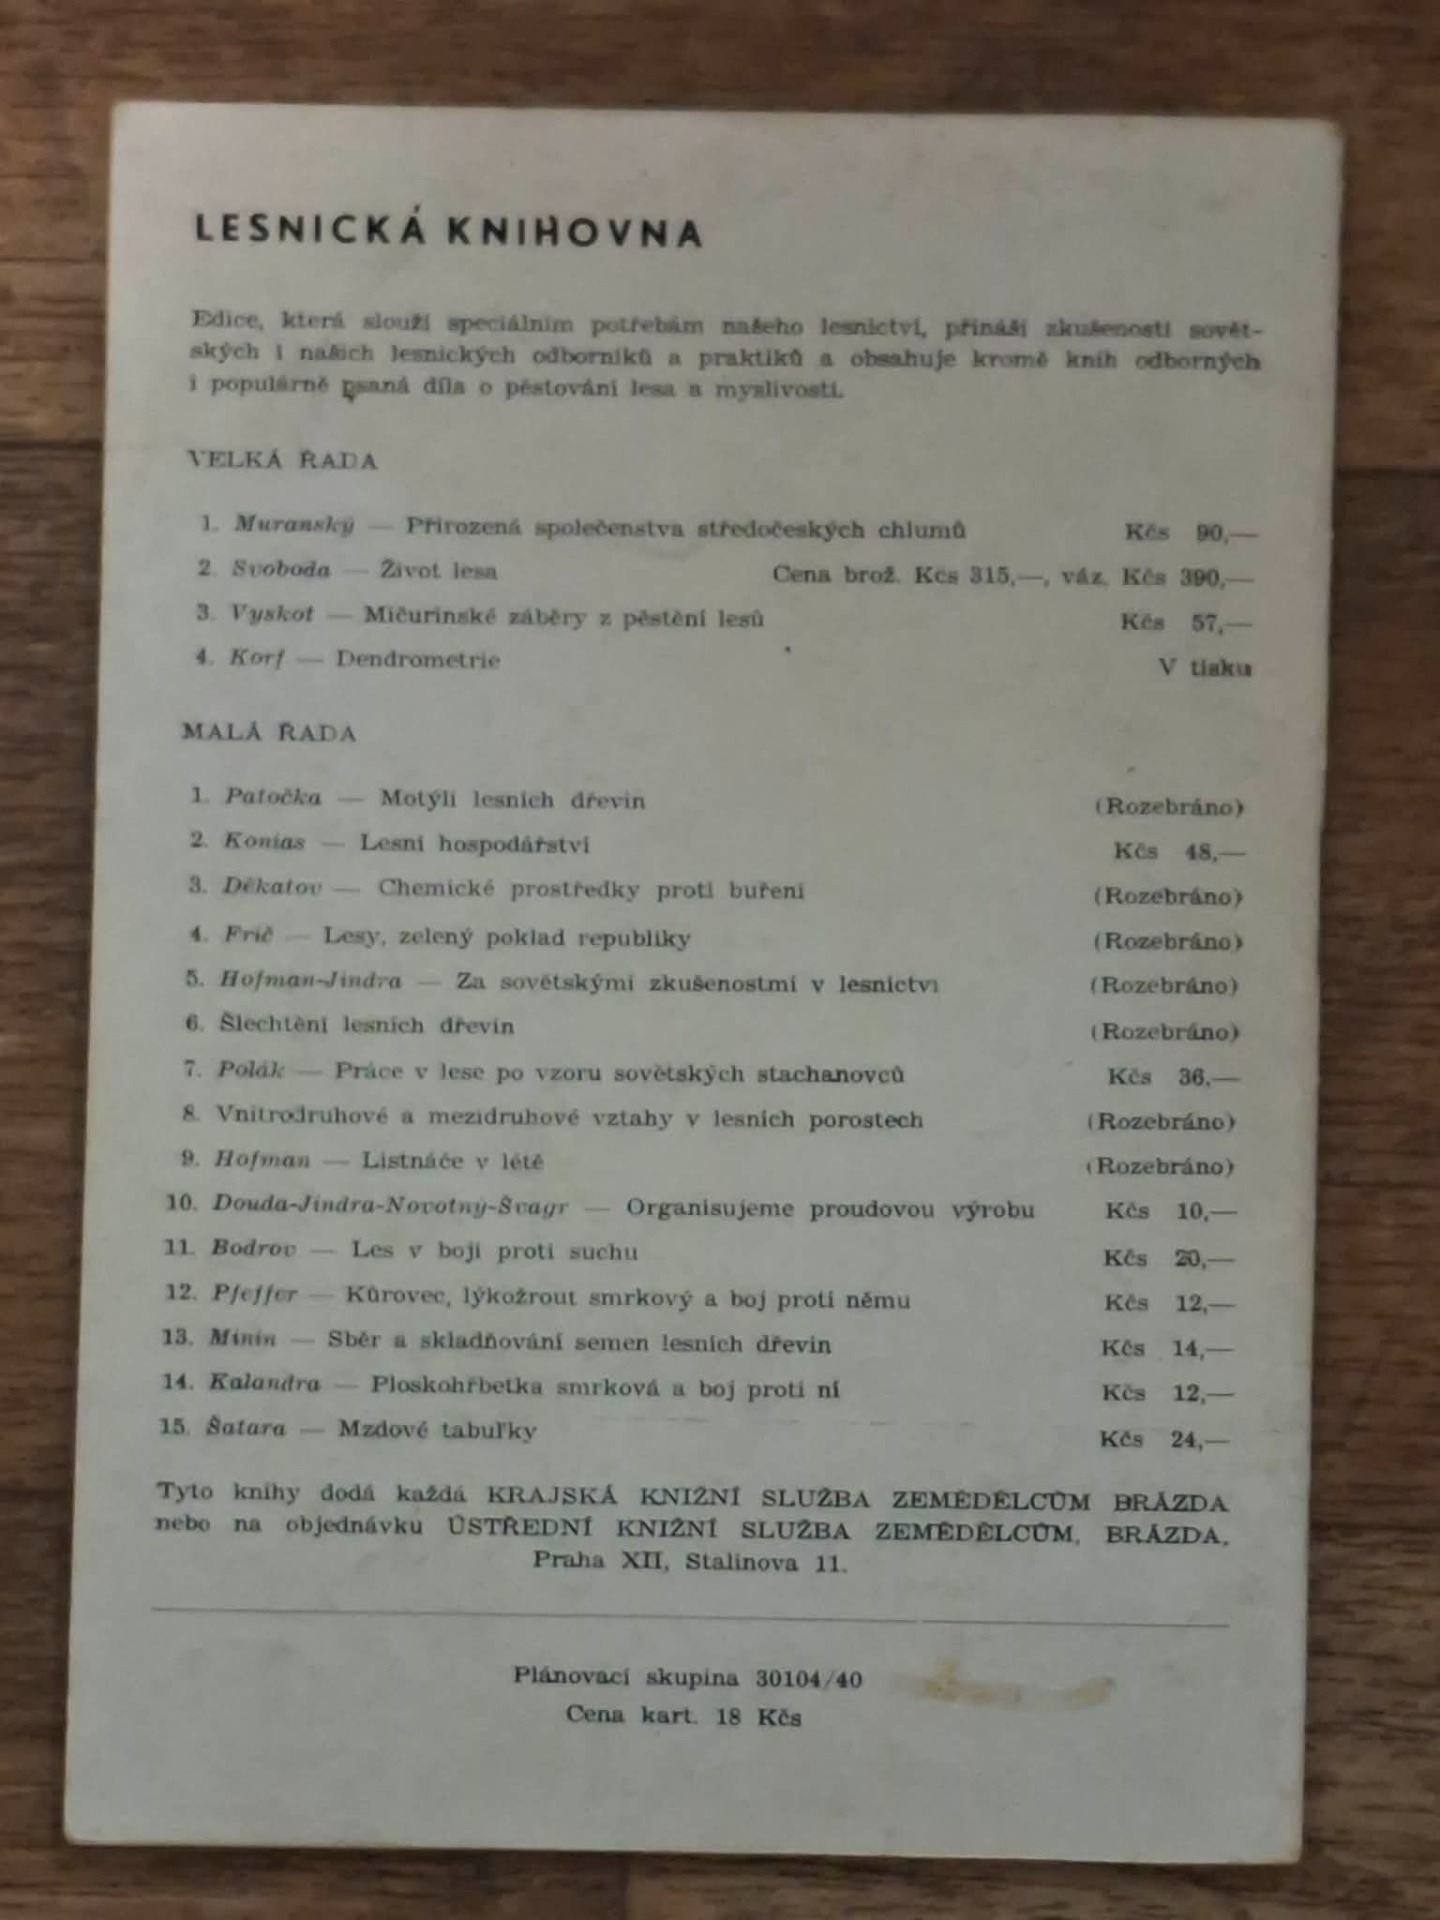 LESNICKÁ KNIHOVNA
Edice, která slouží speciálním potřebám našeho lesnictví, přináší zkušenosti sovět-
ských i našich lesnických odborníků a praktiků a obsahuje kromě knih odborných
i populárně psaná díla o pěstování lesa a myslivosti.
VELKÁ ŘADA
1. Muranský — Přirozená společenstva středočeských chlumů Kčs 90,—
2. Svoboda — Život lesa Cena brož. Kčs 315,—, váz. Kčs 390,—
3. Vyskot — Mičurinské záběry z pěstění lesů Kčs 57,—
4. Korf — Dendrometrie V tisku
MALÁ ŘADA
1. Patočka — Motýli lesních dřevin (Rozebráno)
2. Konias — Lesní hospodářství Kčs 48,—
3. Děkatov — Chemické prostředky proti buřeni (Rozebráno)
4. Frič — Lesy, zelený poklad republiky (Rozebráno)
5. Hofman-Jindra — Za sovětskými zkušenostmi v lesnictví (Rozebráno)
6. Šlechtění lesních dřevin (Rozebráno)
7. Polák — Práce v lese po vzoru sovětských stachanovců Kčs 36,—
8. Vnitrodruhové a mezidruhové vztahy v lesních porostech (Rozebráno)
9. Hofman — Listnáče v létě (Rozebráno)
10. Douda-Jindra-Novotný-Švagr — Organisujeme proudovou výrobu Kčs 10,—
11. Bodrov — Les v boji proti suchu Kčs 20,—
12. Pfeffer — Kůrovec, lýkožrout smrkový a boj proti němu Kčs 12,—
13. Minin — Sběr a skladňování semen lesních dřevin Kčs 14,—
14. Kalandra — Ploskohřbetka smrková a boj proti ní Kčs 12,—
15. Šatara — Mzdové tabuľky Kčs 24,—
Tyto knihy dodá každá KRAJSKÁ KNIŽNÍ SLUŽBA ZEMĚDĚLCŮM BRÁZDA
nebo na objednávku ÚSTŘEDNÍ KNIŽNÍ SLUŽBA ZEMĚDĚLCŮM, BRÁZDA,
Praha XII, Stalinova 11.
Plánovací skupina 30104/40
Cena kart. 18 Kčs